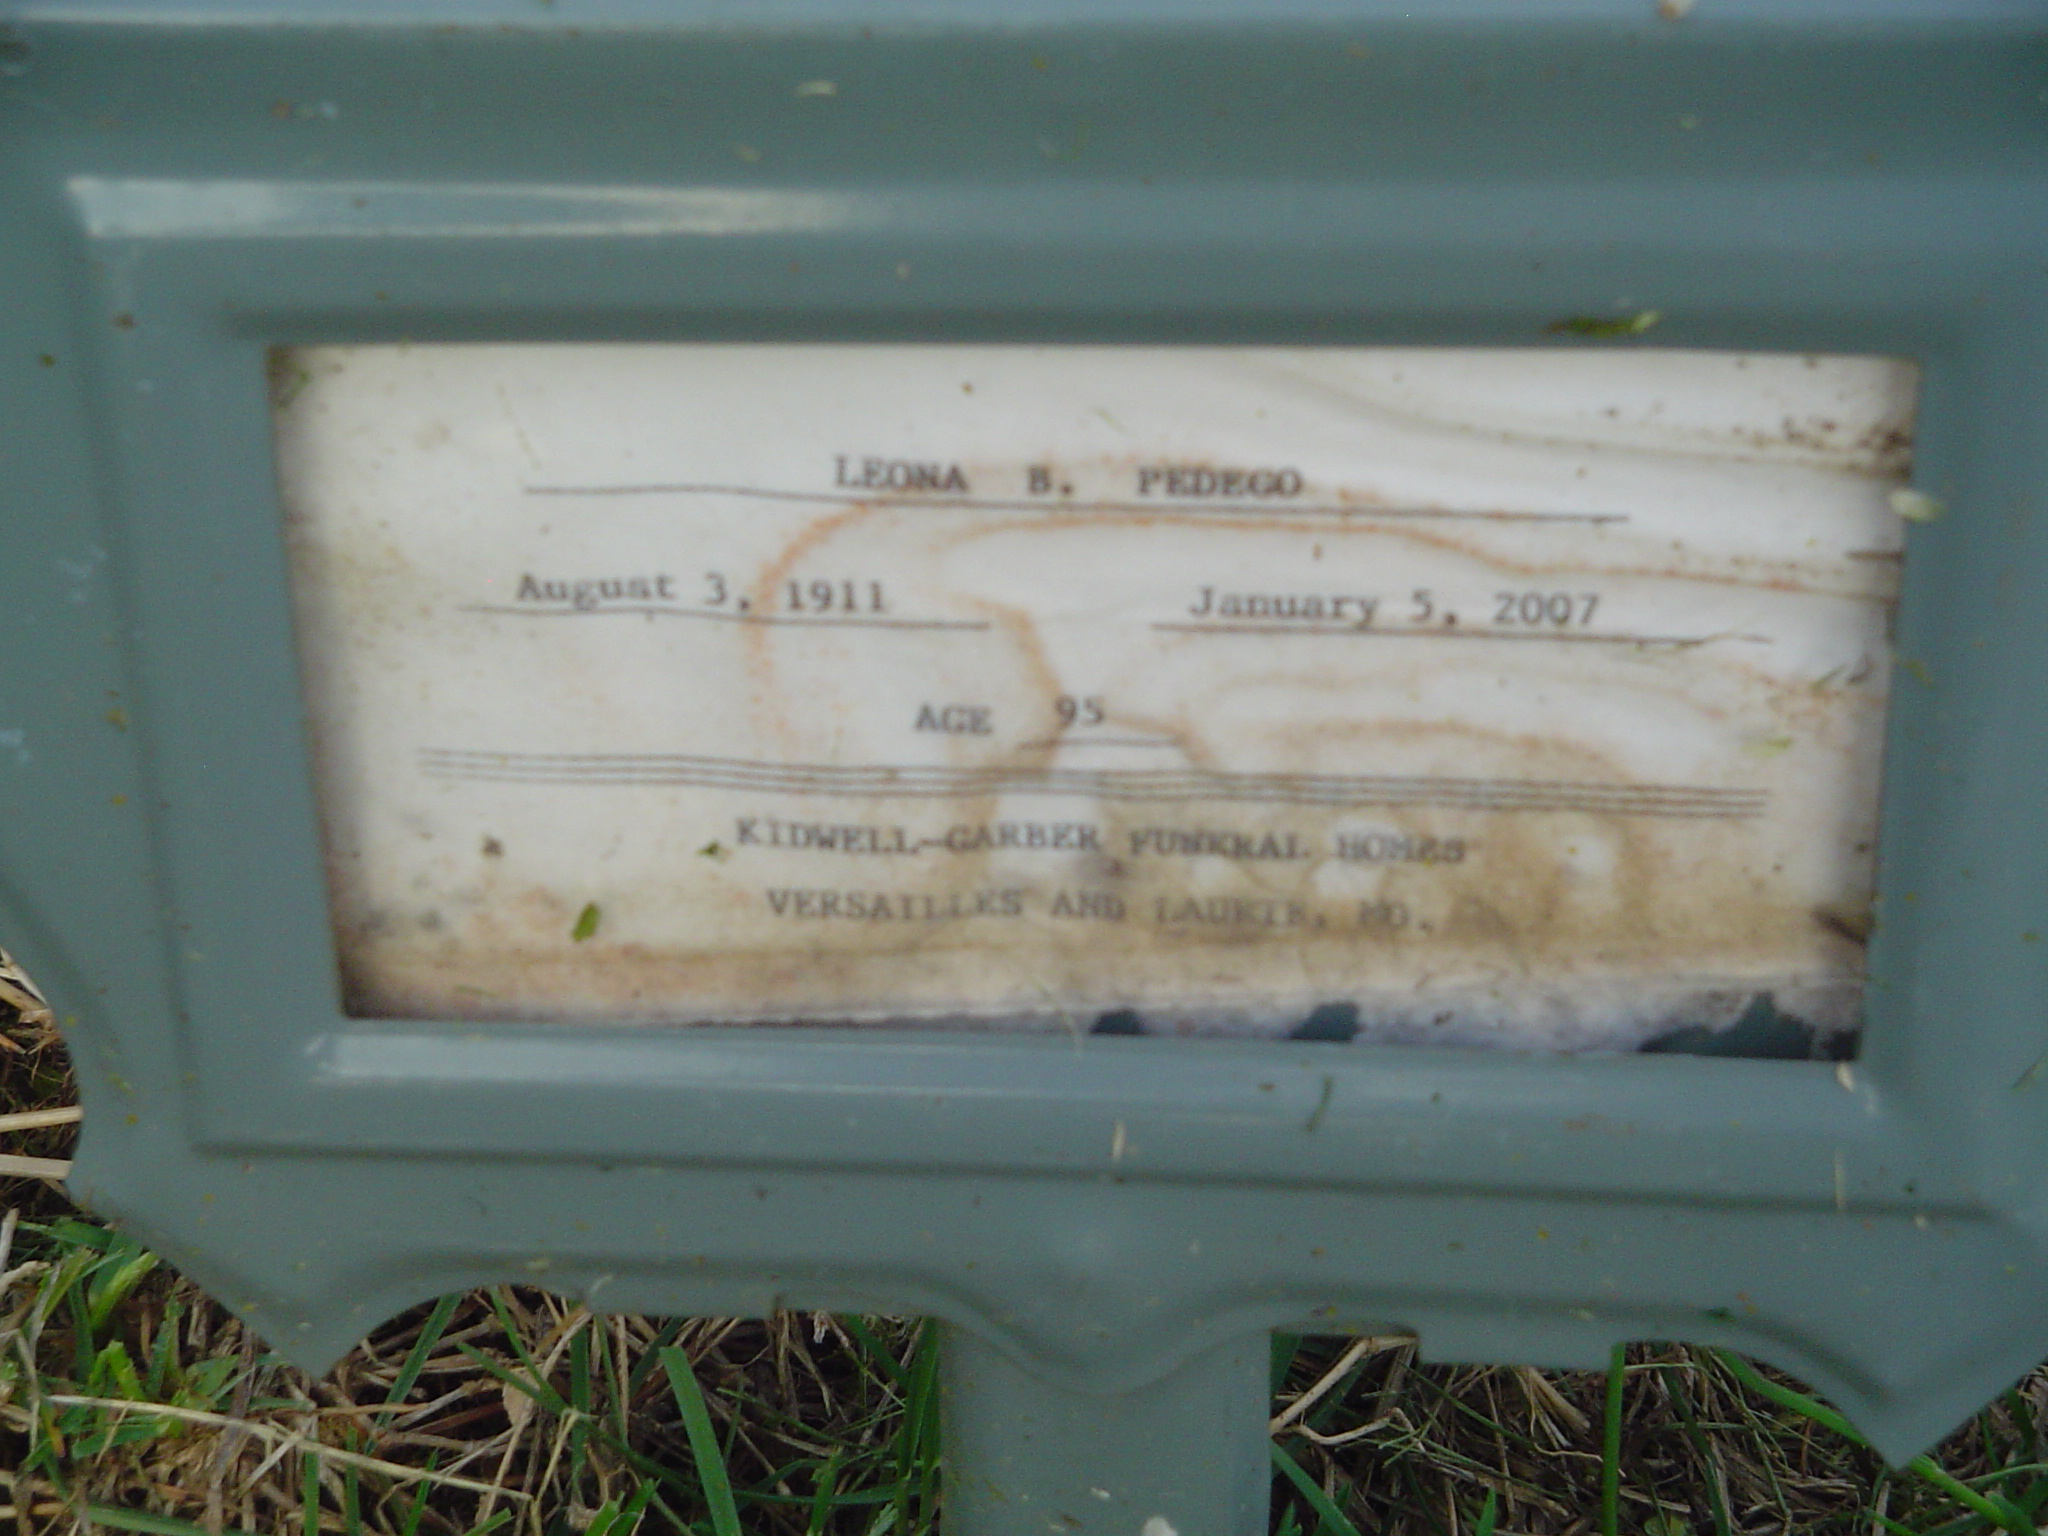 LEONA B. PEDEGO
August 3, 1911 January 5, 2007
AGE 95
KIDWELL-GARBER FUNERAL HOMES
VERSAILLES AND LAURIE, MO.